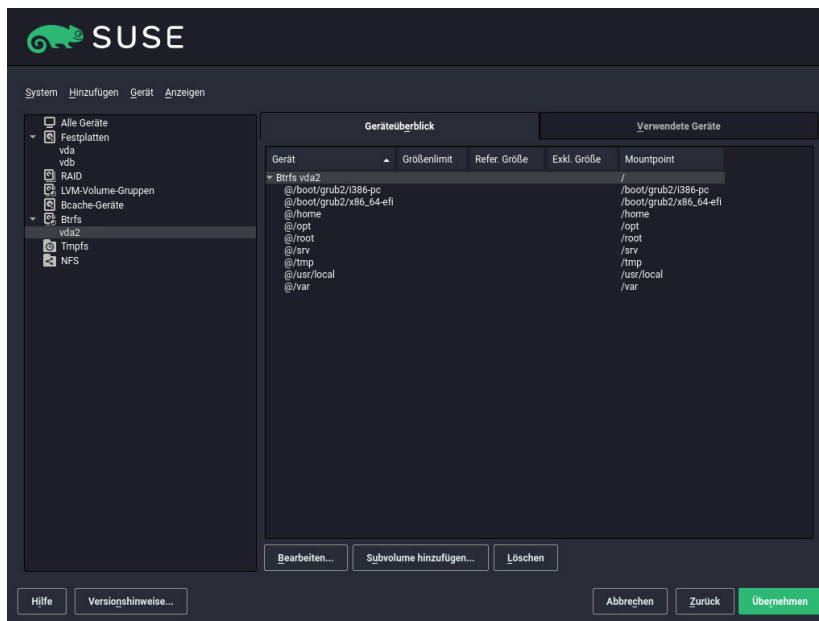 SUSE
System Hinzufügen Gerät Anzeigen
Alle Geräte
Festplatten
vda
vdb
RAID
LVM-Volume-Gruppen
Bcache-Geräte
Btrfs
vda2
Tmpfs
NFS
Geräteüberblick Verwendete Geräte
Gerät Größenlimit Refer. Größe Exkl. Größe Mountpoint
Btrfs vda2 /
@/boot/grub2/i386-pc /boot/grub2/i386-pc
@/boot/grub2/x86_64-efi /boot/grub2/x86_64-efi
@/home /home
@/opt /opt
@/root /root
@/srv /srv
@/tmp /tmp
@/usr/local /usr/local
@/var /var
Bearbeiten... Subvolume hinzufügen... Löschen
Hilfe Versionshinweise... Abbrechen Zurück Übernehmen